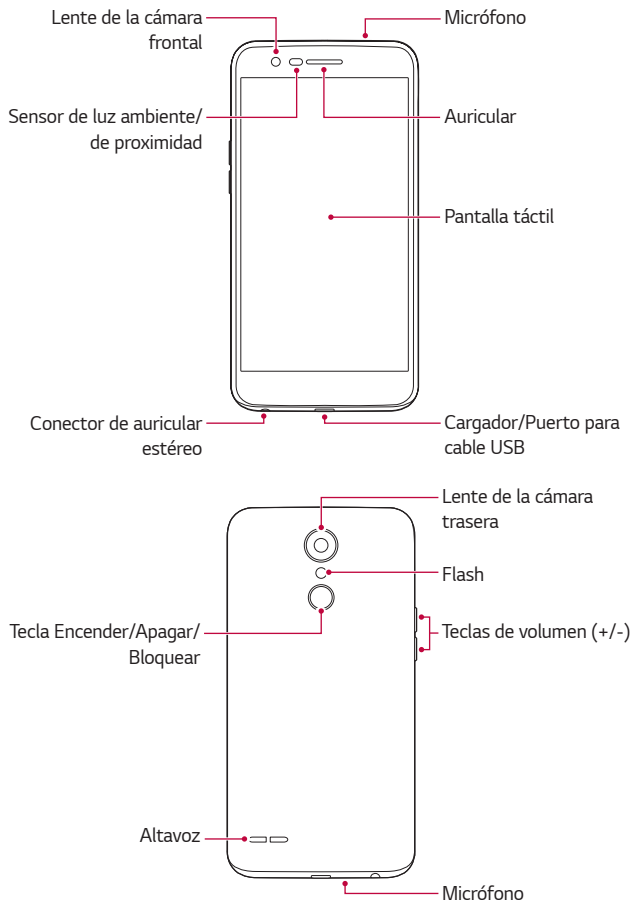 Lente de la cámara
frontal
Micrófono
Sensor de luz ambiente/
de proximidad
Auricular
Pantalla táctil
Conector de auricular
estéreo
Cargador/Puerto para
cable USB
Lente de la cámara
trasera
Flash
Tecla Encender/Apagar/
Bloquear
Teclas de volumen (+/-)
Altavoz
Micrófono